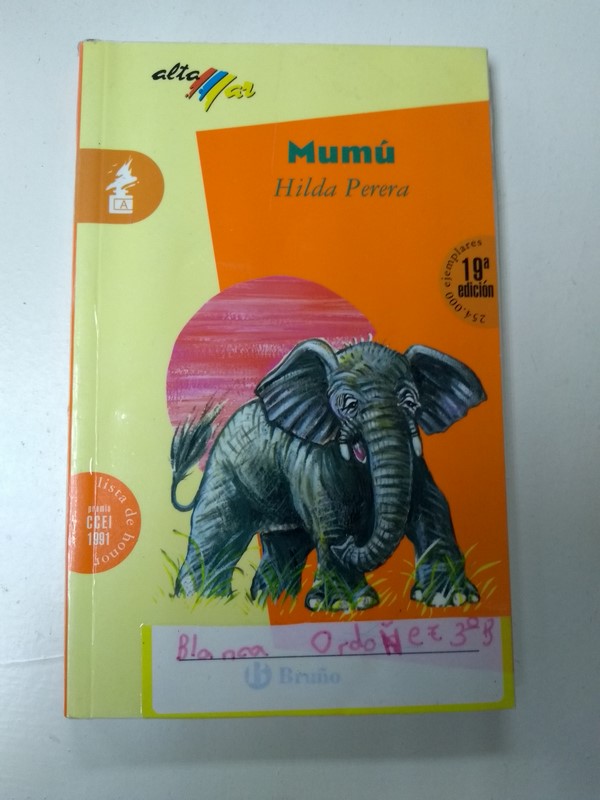 alta
mar
Mumú
Hilda Perera
A
254.000 ejemplares
19ª
edición
lista de honor
premio
CCEI
1991
Blanca Ordoñez 3ºB
Bruño